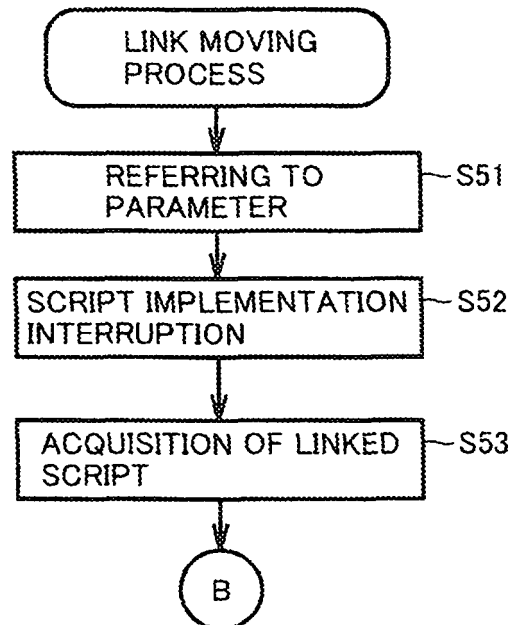 LINK MOVING
PROCESS
REFERRING TO
PARAMETER
S51
SCRIPT IMPLEMENTATION
INTERRUPTION
S52
ACQUISITION OF LINKED
SCRIPT
S53
B